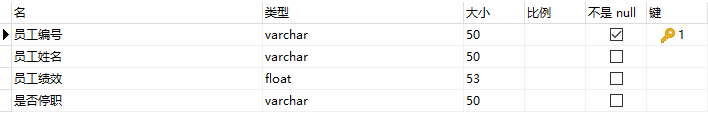 名 类型 大小 比例 不是 null 键
员工编号 varchar 50 1
员工姓名 varchar 50
员工绩效 float 53
是否停职 varchar 50